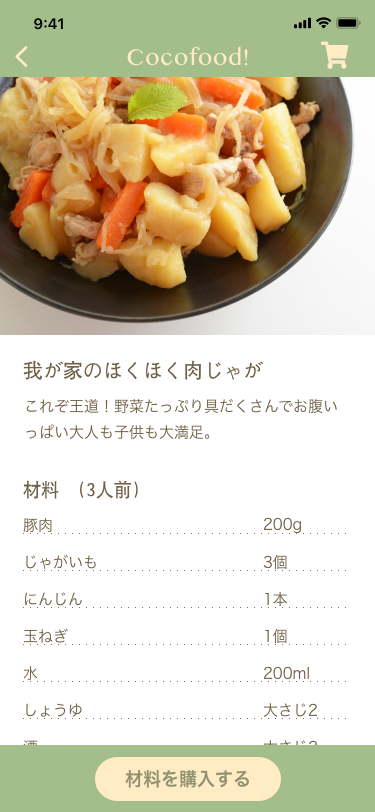 9:41
Cocofood!
我が家のほくほく肉じゃが
これぞ王道！野菜たっぷり具だくさんでお腹い
っぱい大人も子供も大満足。
材料 （3人前）
豚肉 200g
じゃがいも 3個
にんじん 1本
玉ねぎ 1個
水 200ml
しょうゆ 大さじ2
材料を購入する